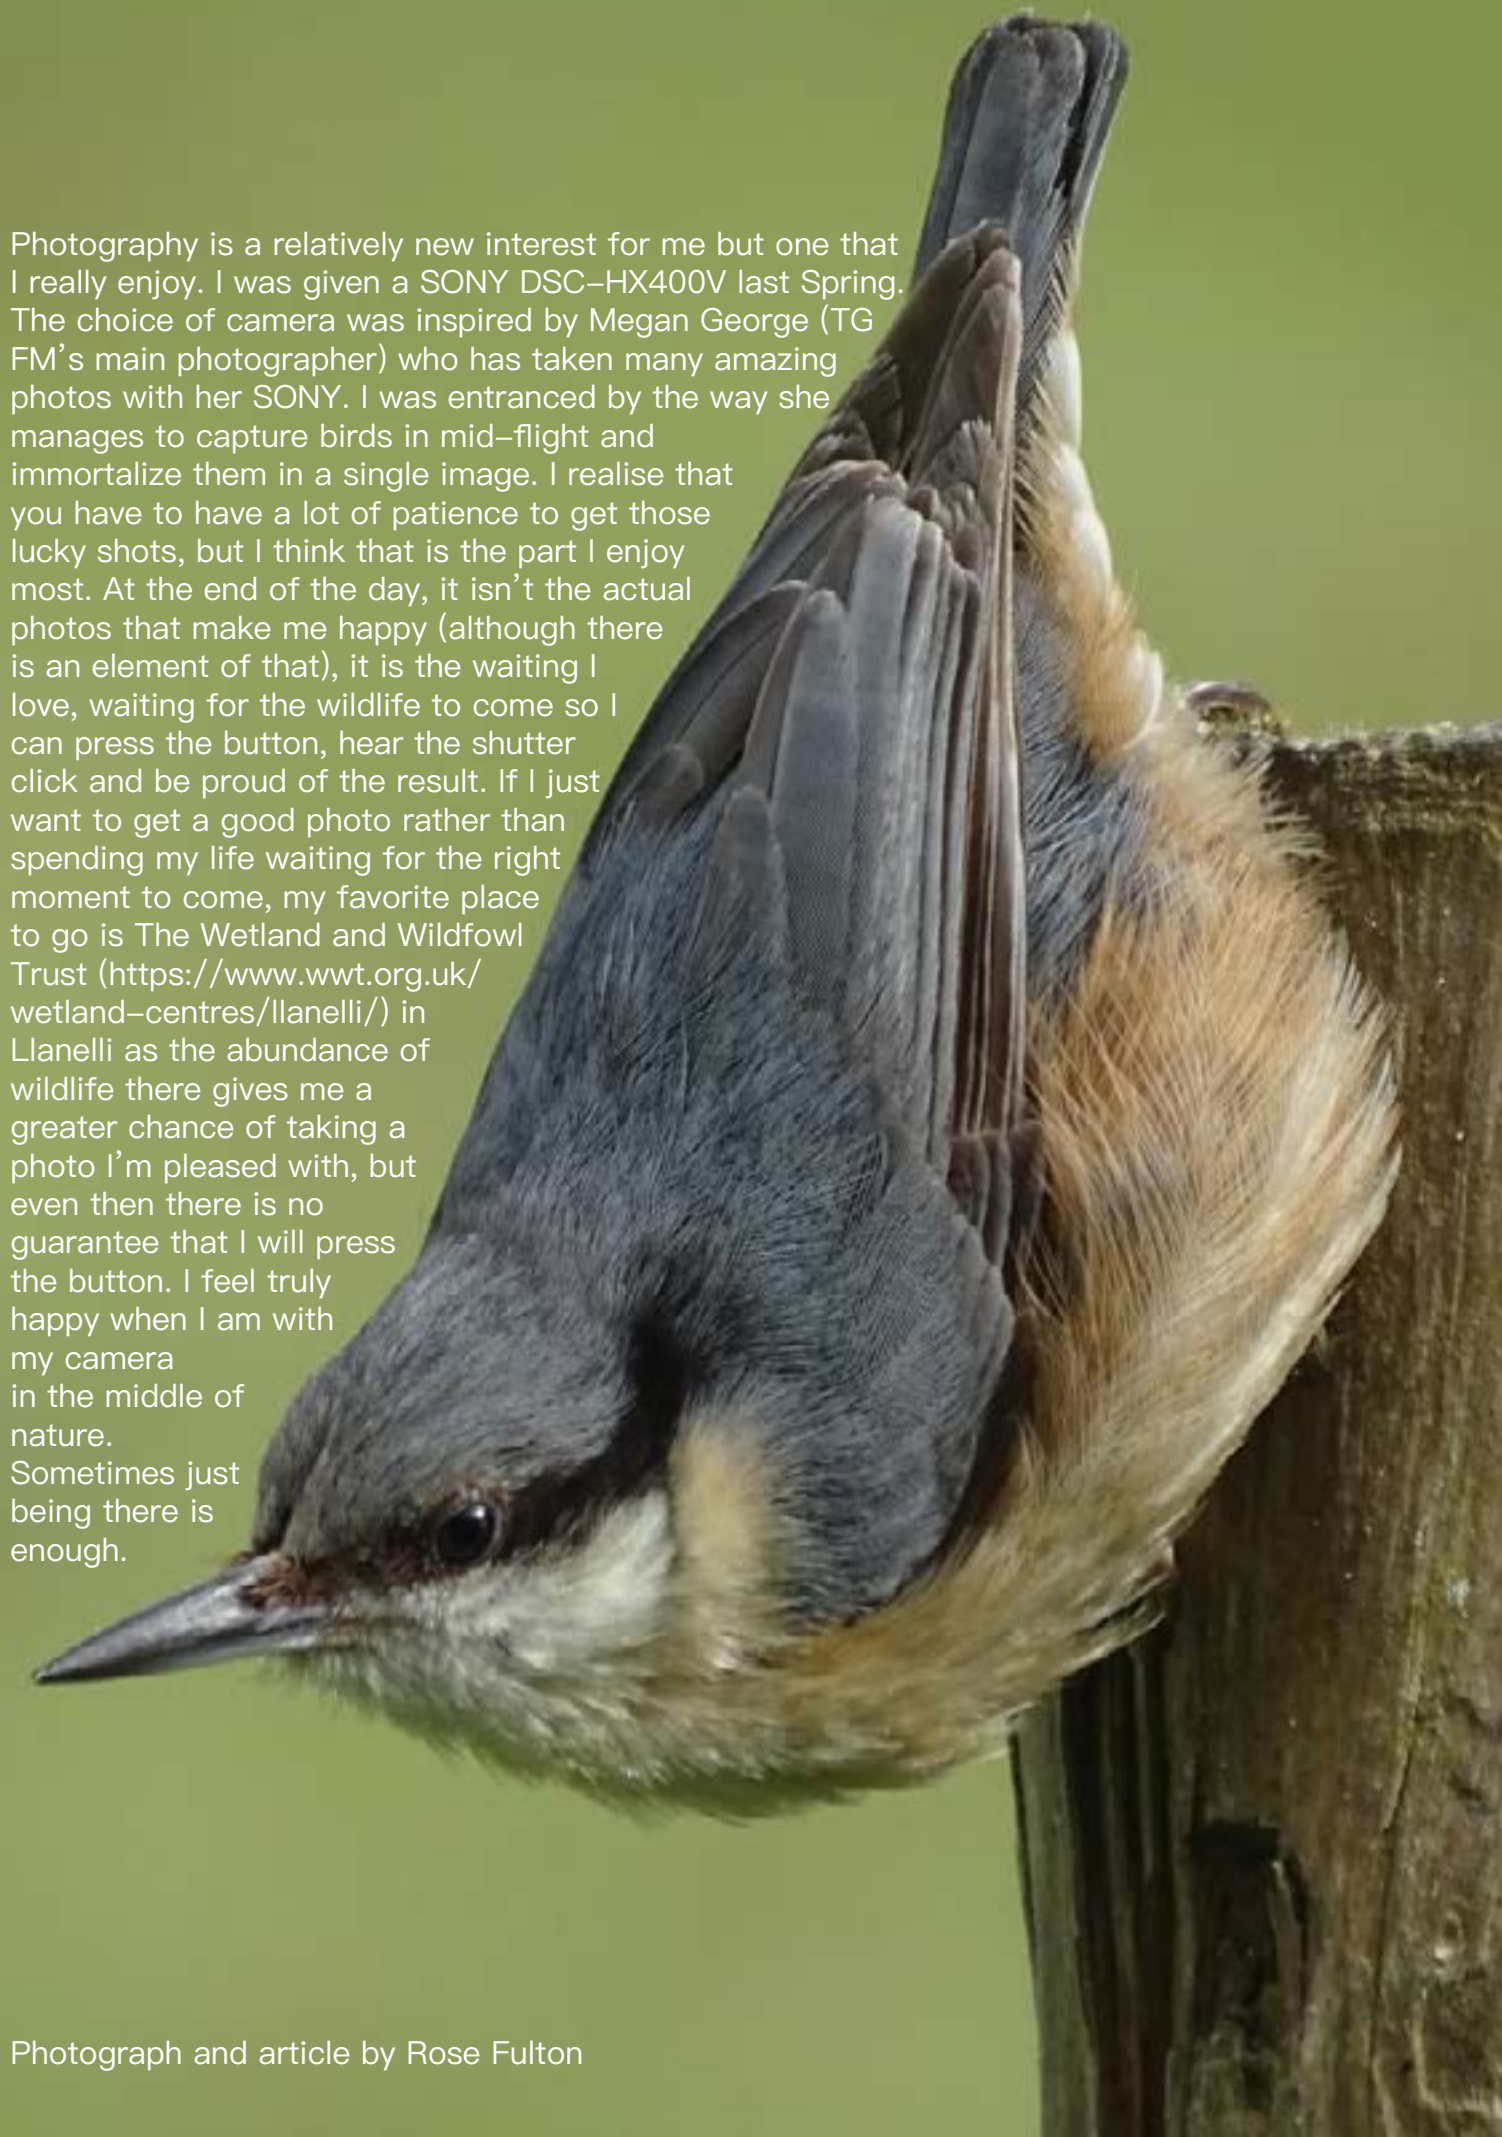 Photography is a relatively new interest for me but one that
I really enjoy. I was given a SONY DSC-HX400V last Spring.
The choice of camera was inspired by Megan George (TG
FM's main photographer) who has taken many amazing
photos with her SONY. I was entranced by the way she
manages to capture birds in mid-flight and
immortalize them in a single image. I realise that
you have to have a lot of patience to get those
lucky shots, but I think that is the part I enjoy
most. At the end of the day, it isn't the actual
photos that make me happy (although there
is an element of that), it is the waiting I
love, waiting for the wildlife to come so I
can press the button, hear the shutter
click and be proud of the result. If I just
want to get a good photo rather than
spending my life waiting for the right
moment to come, my favorite place
to go is The Wetland and Wildfowl
Trust (https://www.wwt.org.uk/
wetland-centres/llanelli/) in
Llanelli as the abundance of
wildlife there gives me a
greater chance of taking a
photo I'm pleased with, but
even then there is no
guarantee that I will press
the button. I feel truly
happy when I am with
my camera
in the middle of
nature.
Sometimes just
being there is
enough.
Photograph and article by Rose Fulton